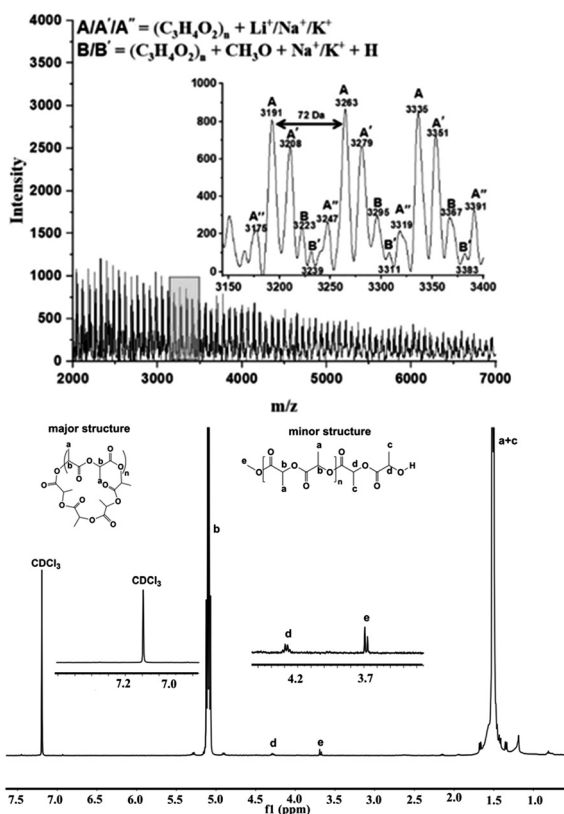 A/A′/A″ = (C₃H₄O₂)ₙ + Li⁺/Na⁺/K⁺
B/B′ = (C₃H₄O₂)ₙ + CH₃O + Na⁺/K⁺ + H
Intensity
4000
3500
3000
2500
2000
1500
1000
500
0
1000
800
600
400
200
0
A
3191
72 Da
A
3263
A
3335
A′
3208
A′
3279
A′
3351
A″
3175
B
3223
B′
3239
A″
3247
B
3295
B′
3311
A″
3319
B
3367
B′
3383
A″
3391
3150 3200 3250 3300 3350 3400
2000 3000 4000 5000 6000 7000
m/z
major structure
minor structure
a
b
O
O
O
O
n
a
O
O
O
O
O
O
O
O
e
O
O
b
a
O
O
a
b
n
O
O
d
c
O
O
c
d
O
H
a+c
b
CDCl₃
CDCl₃
7.2 7.0
d
e
4.2 3.7
d
e
7.5 7.0 6.5 6.0 5.5 5.0 4.5 4.0 3.5 3.0 2.5 2.0 1.5 1.0
f1 (ppm)